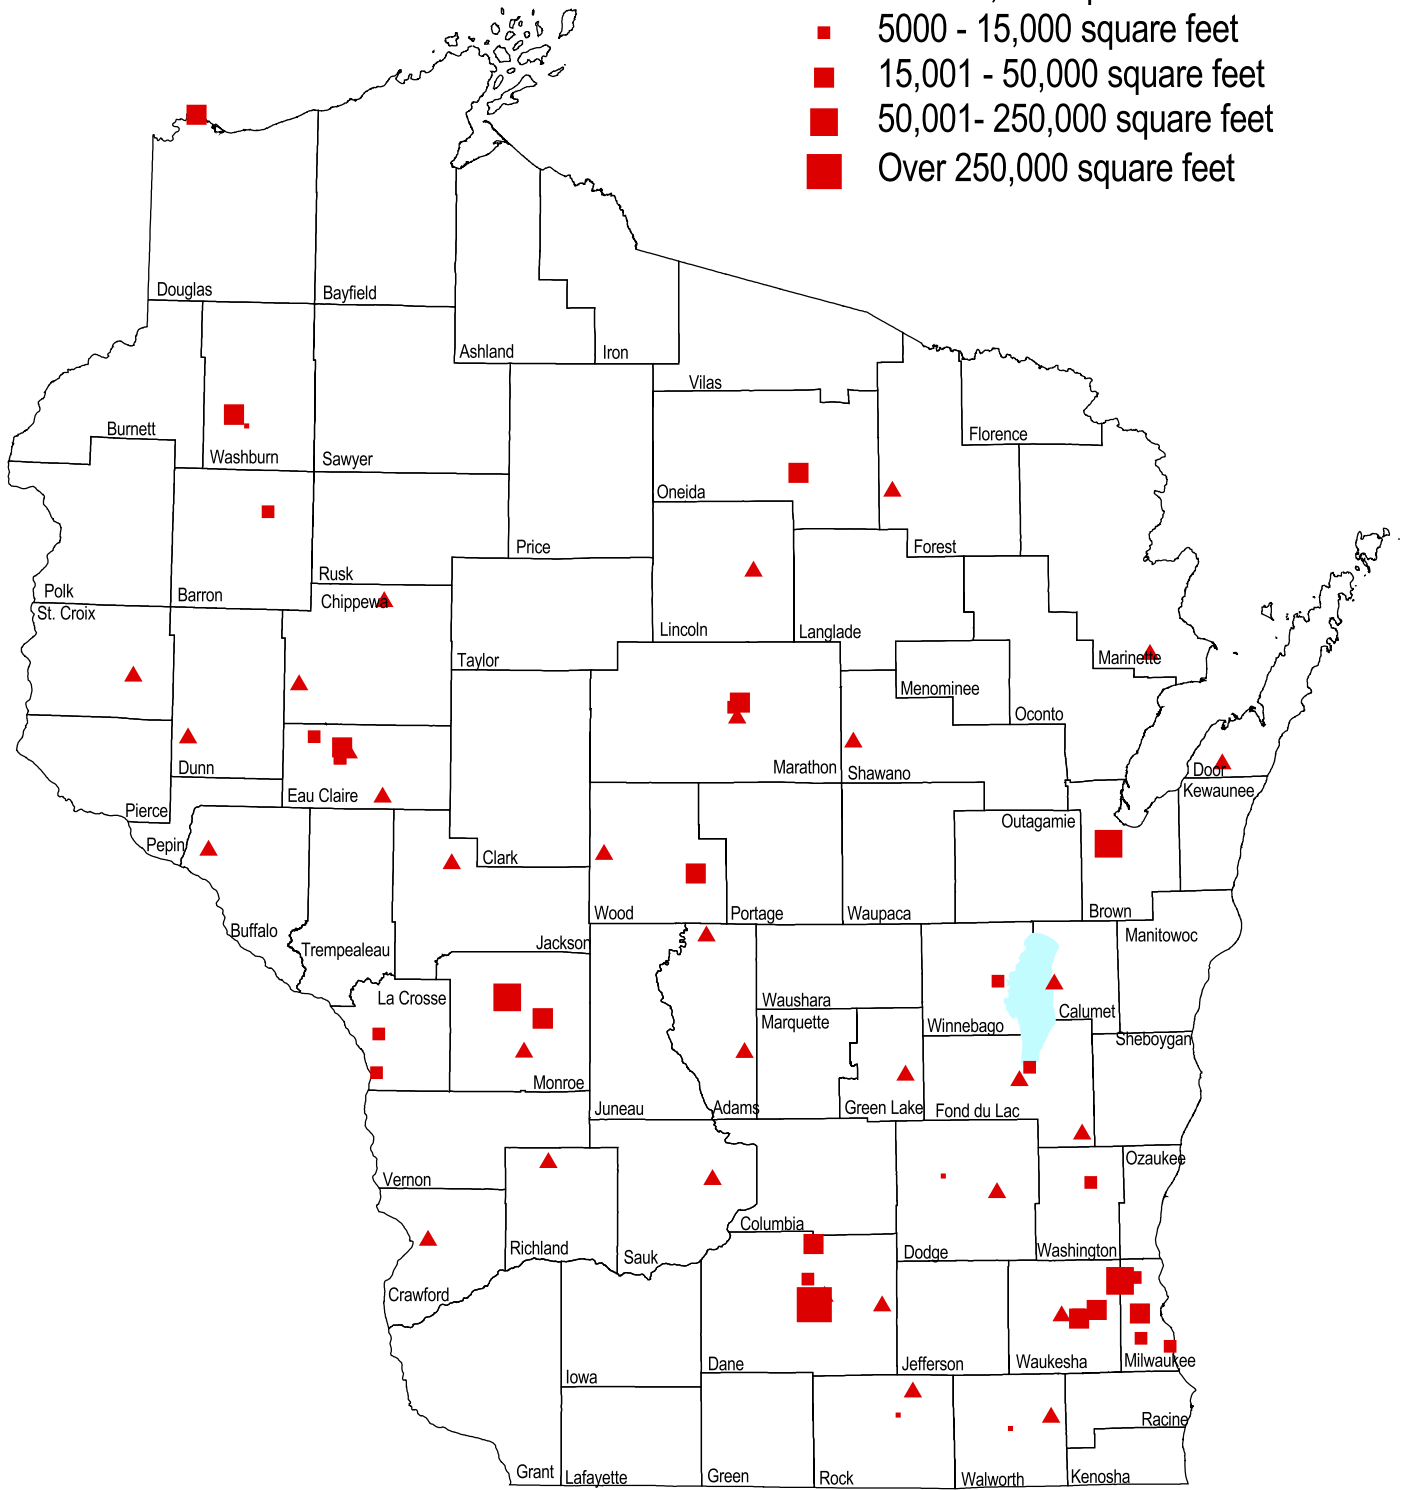 5000 - 15,000 square feet
15,001 - 50,000 square feet
50,001- 250,000 square feet
Over 250,000 square feet
Douglas
Bayfield
Ashland
Iron
Vilas
Burnett
Washburn
Sawyer
Florence
Oneida
Price
Forest
Polk
Barron
Rusk
St. Croix
Chippewa
Lincoln
Langlade
Taylor
Marinette
Menominee
Oconto
Dunn
Marathon
Shawano
Door
Eau Claire
Kewaunee
Pierce
Outagamie
Pepin
Clark
Wood
Portage
Waupaca
Brown
Buffalo
Trempealeau
Jackson
Manitowoc
La Crosse
Waushara
Calumet
Marquette
Winnebago
Sheboygan
Monroe
Juneau
Adams
Green Lake
Fond du Lac
Vernon
Ozaukee
Columbia
Richland
Sauk
Dodge
Washington
Crawford
Iowa
Dane
Jefferson
Waukesha
Milwaukee
Racine
Grant
Lafayette
Green
Rock
Walworth
Kenosha